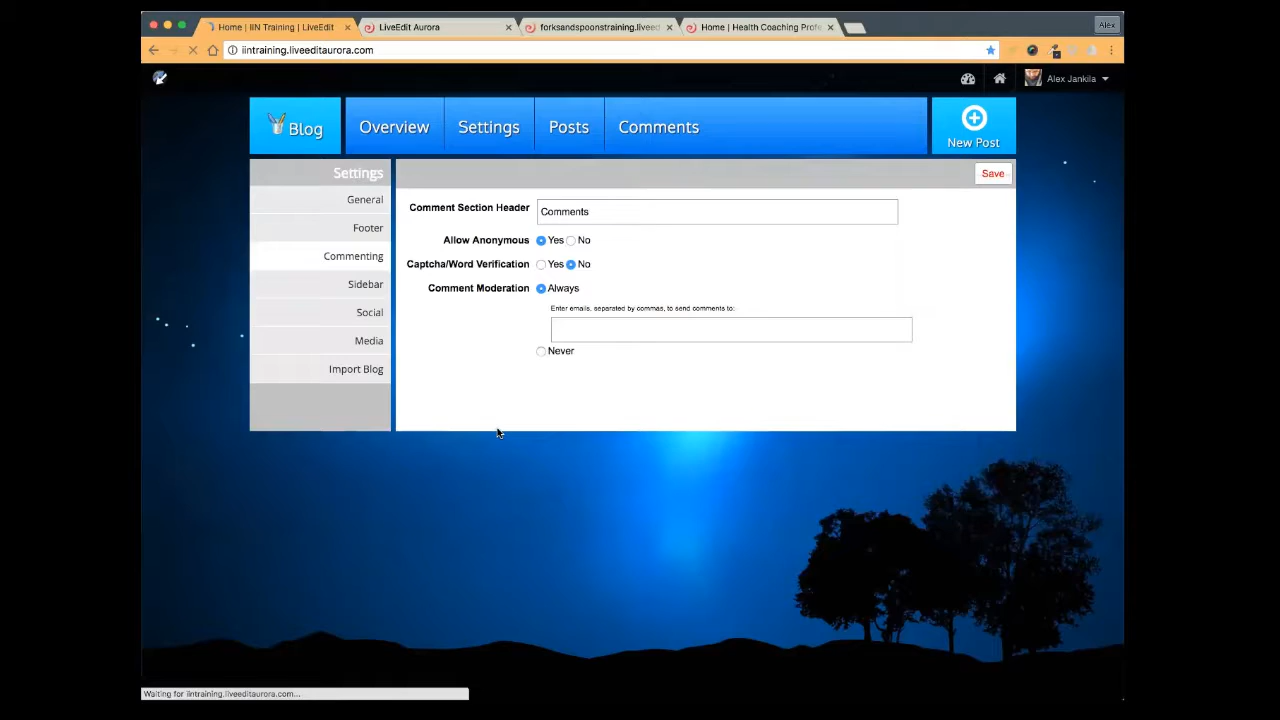 Home | IIN Training | LiveEdit
LiveEdit Aurora
forksandspoonstraining.liveed
Home | Health Coaching Profe
Alex
iintraining.liveeditaurora.com
Alex Jankila
Blog
Overview
Settings
Posts
Comments
New Post
Settings
Save
General
Footer
Commenting
Sidebar
Social
Media
Import Blog
Comment Section Header
Comments
Allow Anonymous
Yes No
Captcha/Word Verification
Yes No
Comment Moderation
Always
Enter emails, separated by commas, to send comments to:
Never
Waiting for iintraining.liveeditaurora.com...